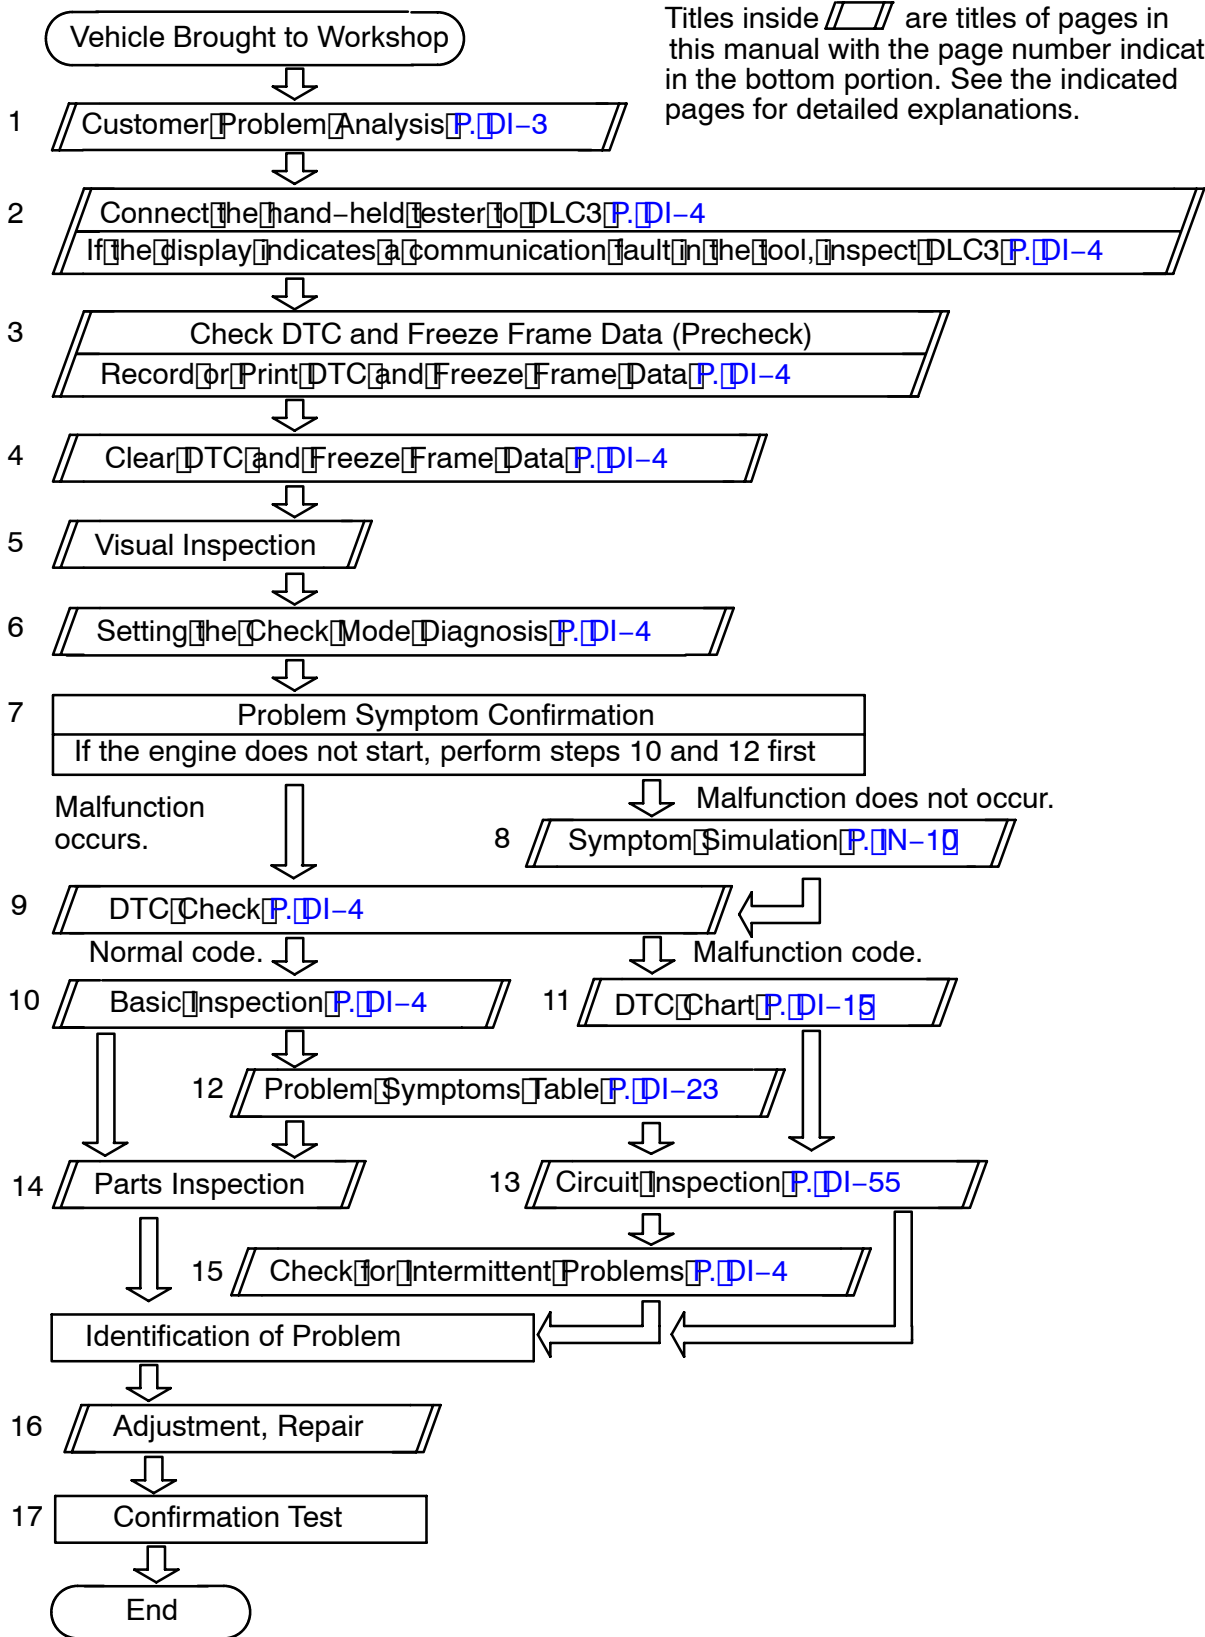 Vehicle Brought to Workshop
Titles inside are titles of pages in
this manual with the page number indicat
in the bottom portion. See the indicated
pages for detailed explanations.
1 Customer Problem Analysis P. DI–3
2 Connect the hand–held tester to DLC3 P. DI–4
If the display indicates a communication fault in the tool, inspect DLC3 P. DI–4
3 Check DTC and Freeze Frame Data (Precheck)
Record or Print DTC and Freeze Frame Data P. DI–4
4 Clear DTC and Freeze Frame Data P. DI–4
5 Visual Inspection
6 Setting the Check Mode Diagnosis P. DI–4
7 Problem Symptom Confirmation
If the engine does not start, perform steps 10 and 12 first
Malfunction
occurs.
Malfunction does not occur.
8 Symptom Simulation P. IN–10
9 DTC Check P. DI–4
Normal code.
Malfunction code.
10 Basic Inspection P. DI–4
11 DTC Chart P. DI–15
12 Problem Symptoms Table P. DI–23
14 Parts Inspection
13 Circuit Inspection P. DI–55
15 Check for Intermittent Problems P. DI–4
Identification of Problem
16 Adjustment, Repair
17 Confirmation Test
End